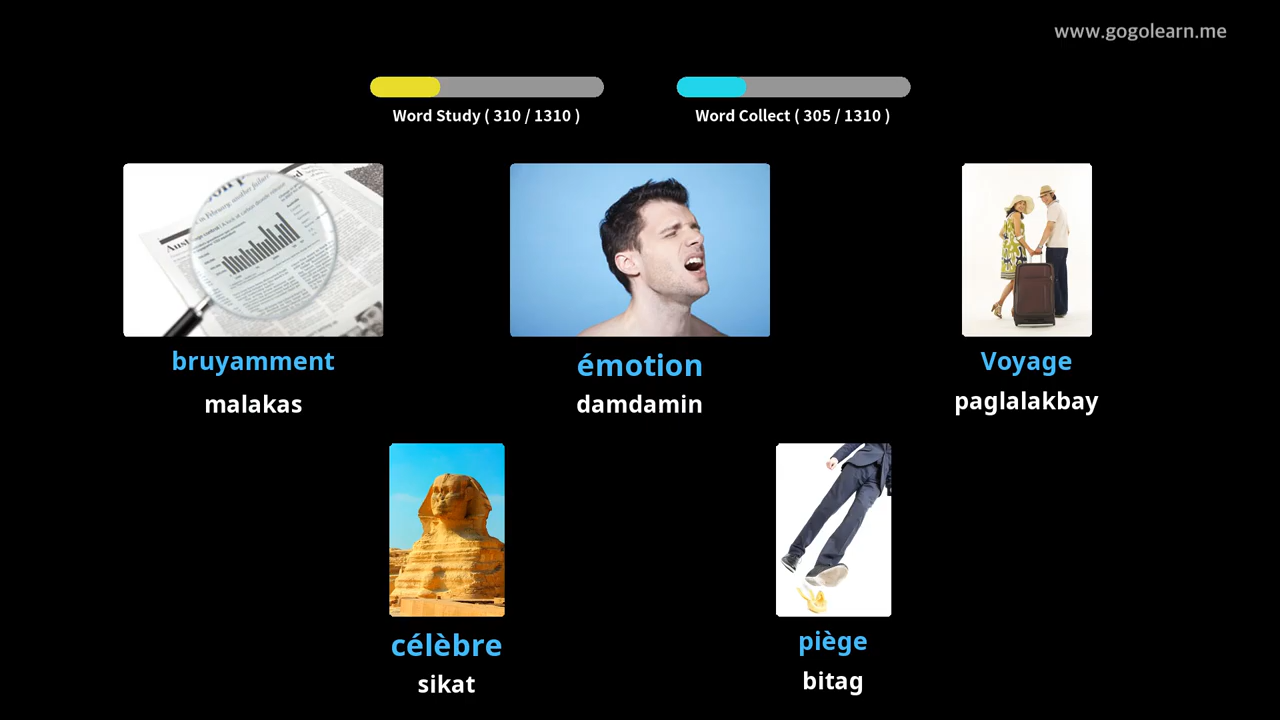 www.gogolearn.me
Word Study ( 310 / 1310 )
Word Collect ( 305 / 1310 )
bruyamment
malakas
émotion
damdamin
Voyage
paglalakbay
célèbre
sikat
piège
bitag